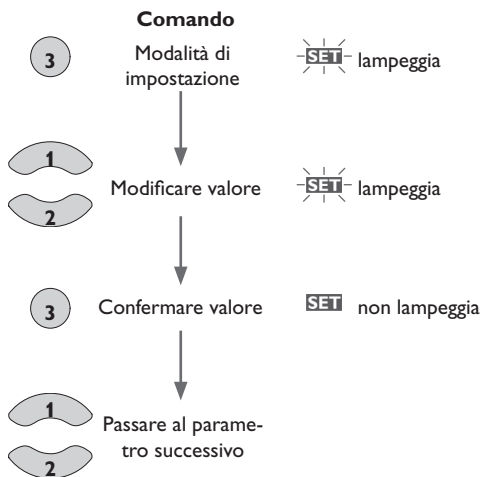 Comando
3 Modalità di SET lampeggia
impostazione
1
Modificare valore SET lampeggia
2
3 Confermare valore SET non lampeggia
1
Passare al parame-
tro successivo
2